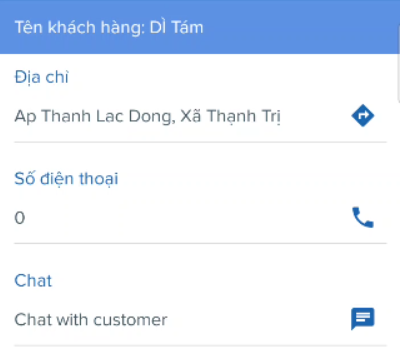 Tên khách hàng: DÌ Tám
Địa chỉ
Ap Thanh Lac Dong, Xã Thạnh Trị
Số điện thoại
0
Chat
Chat with customer